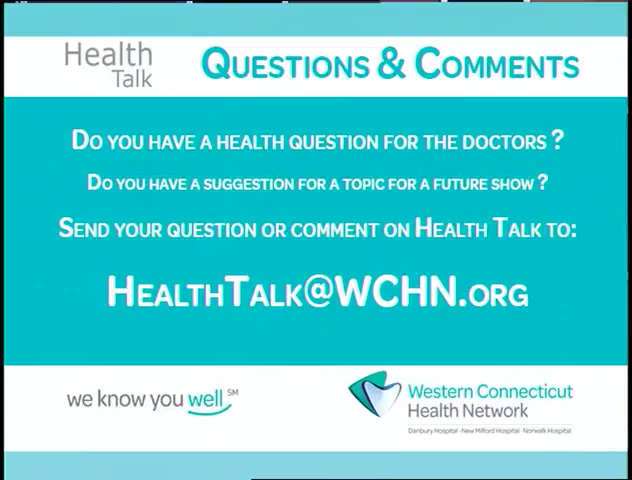 Health
Talk
QUESTIONS & COMMENTS
DO YOU HAVE A HEALTH QUESTION FOR THE DOCTORS ?
DO YOU HAVE A SUGGESTION FOR A TOPIC FOR A FUTURE SHOW ?
SEND YOUR QUESTION OR COMMENT ON HEALTH TALK TO:
HEALTHTALK@WCHN.ORG
we know you well SM
Western Connecticut
Health Network
Danbury Hospital · New Milford Hospital · Norwalk Hospital